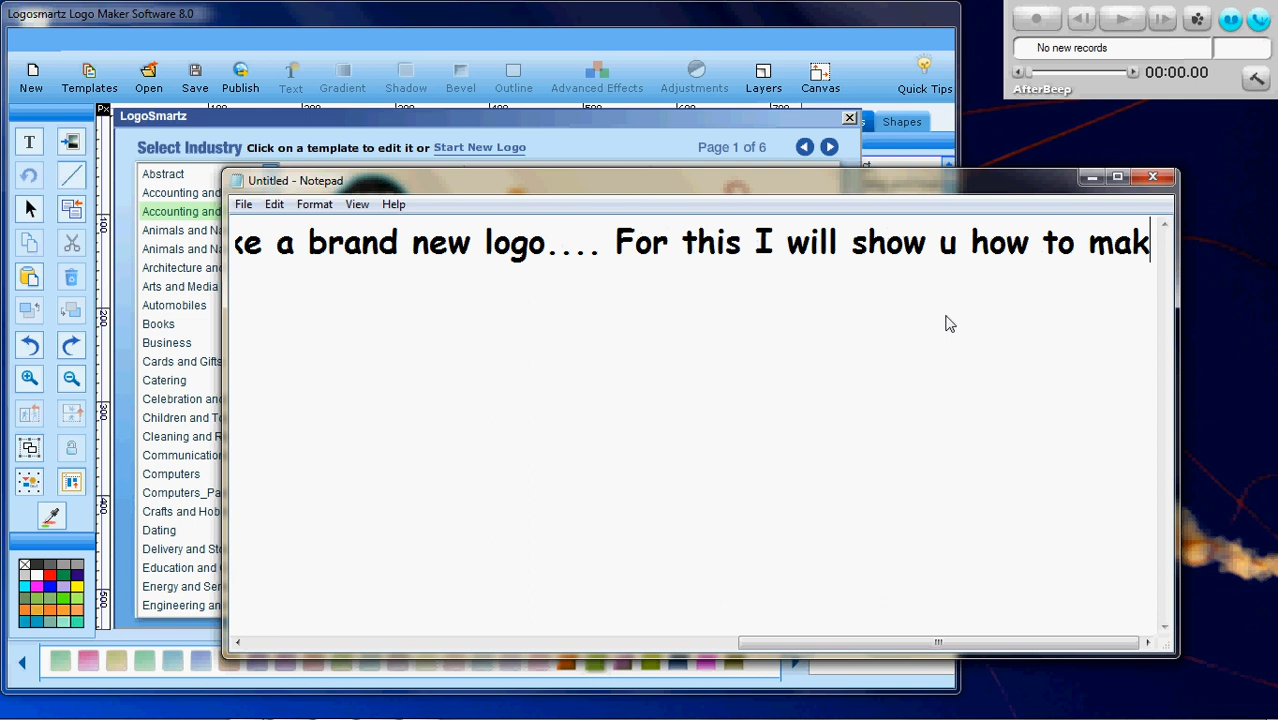 Logosmartz Logo Maker Software 8.0
New Templates Open Save Publish Text Gradient Shadow Bevel Outline Advanced Effects Adjustments Layers Canvas Quick Tips
Px
LogoSmartz
Shapes
Select Industry Click on a template to edit it or Start New Logo Page 1 of 6
Abstract
Accounting and
Accounting and
Animals and Na
Animals and Na
Architecture and
Arts and Media
Automobiles
Books
Business
Cards and Gifts
Catering
Celebration and
Children and To
Cleaning and R
Communication
Computers
Computers_Pa
Crafts and Hob
Dating
Delivery and Sto
Education and
Energy and Ser
Engineering an
100
200
300
400
500
Untitled - Notepad
File Edit Format View Help
ke a brand new logo.... For this I will show u how to mak
No new records
00:00.00
AfterBeep